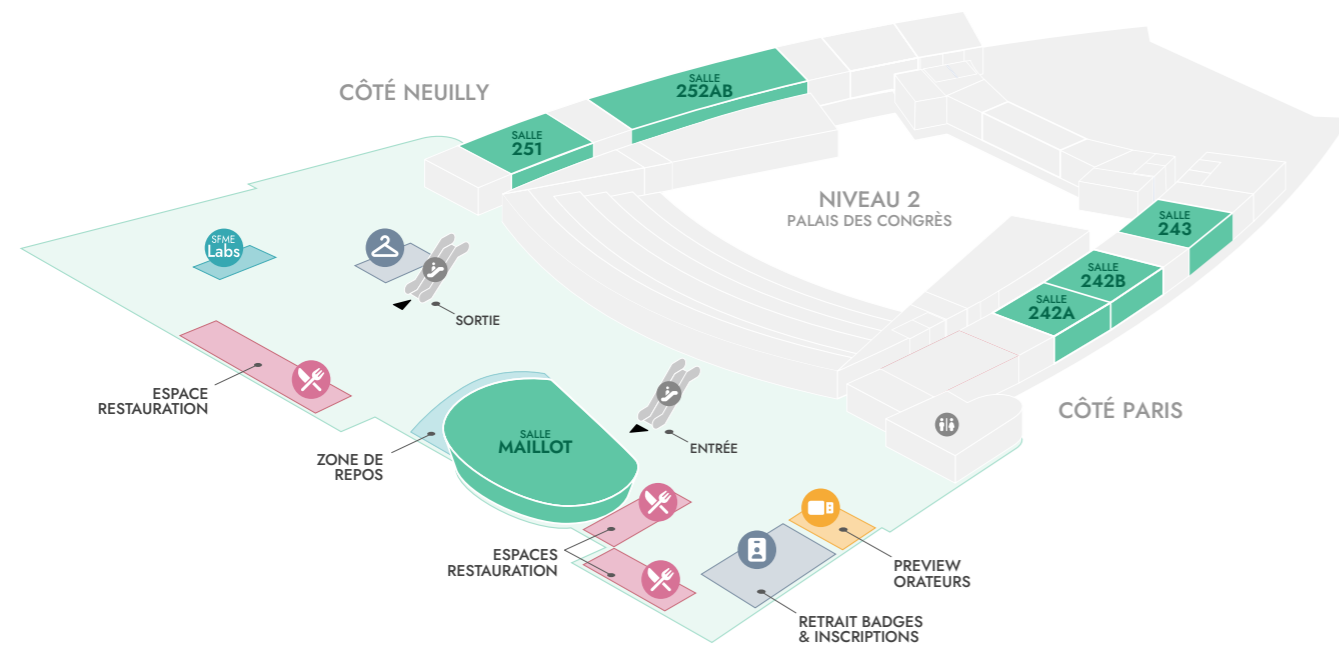 CÔTÉ NEUILLY
SALLE
252AB
SALLE
251
NIVEAU 2
PALAIS DES CONGRÈS
SALLE
243
SALLE
242B
SALLE
242A
SFME
Labs
SORTIE
ESPACE
RESTAURATION
CÔTÉ PARIS
SALLE
MAILLOT
ENTRÉE
ZONE DE
REPOS
ESPACES
RESTAURATION
PREVIEW
ORATEURS
RETRAIT BADGES
& INSCRIPTIONS